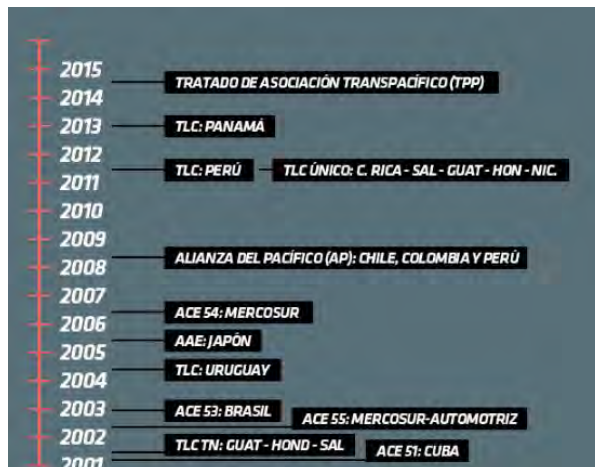 2015
TRATADO DE ASOCIACIÓN TRANSPACÍFICO (TPP)
2014
2013 TLC: PANAMÁ
2012
TLC: PERÚ TLC ÚNICO: C. RICA - SAL - GUAT - HON - NIC.
2011
2010
2009
ALIANZA DEL PACÍFICO (AP): CHILE, COLOMBIA Y PERÚ
2008
2007
ACE 54: MERCOSUR
2006
AAE: JAPÓN
2005
TLC: URUGUAY
2004
2003 ACE 53: BRASIL
ACE 55: MERCOSUR-AUTOMOTRIZ
2002
TLC TN: GUAT - HOND - SAL
ACE 51: CUBA
2001